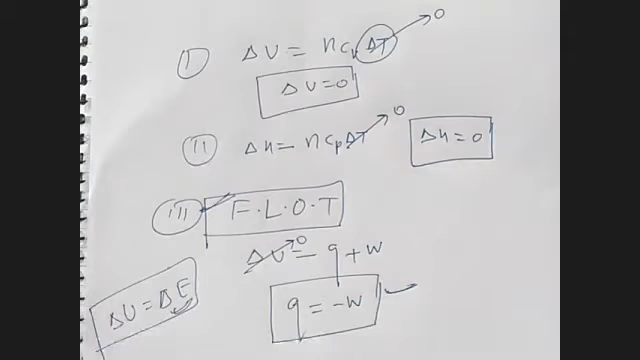 I ΔU = nCvΔT → 0
ΔU = 0
II ΔH = nCpΔT → 0 ΔH = 0
III F.L.O.T
ΔU → 0 = q + w
ΔU = ΔE
q = -w